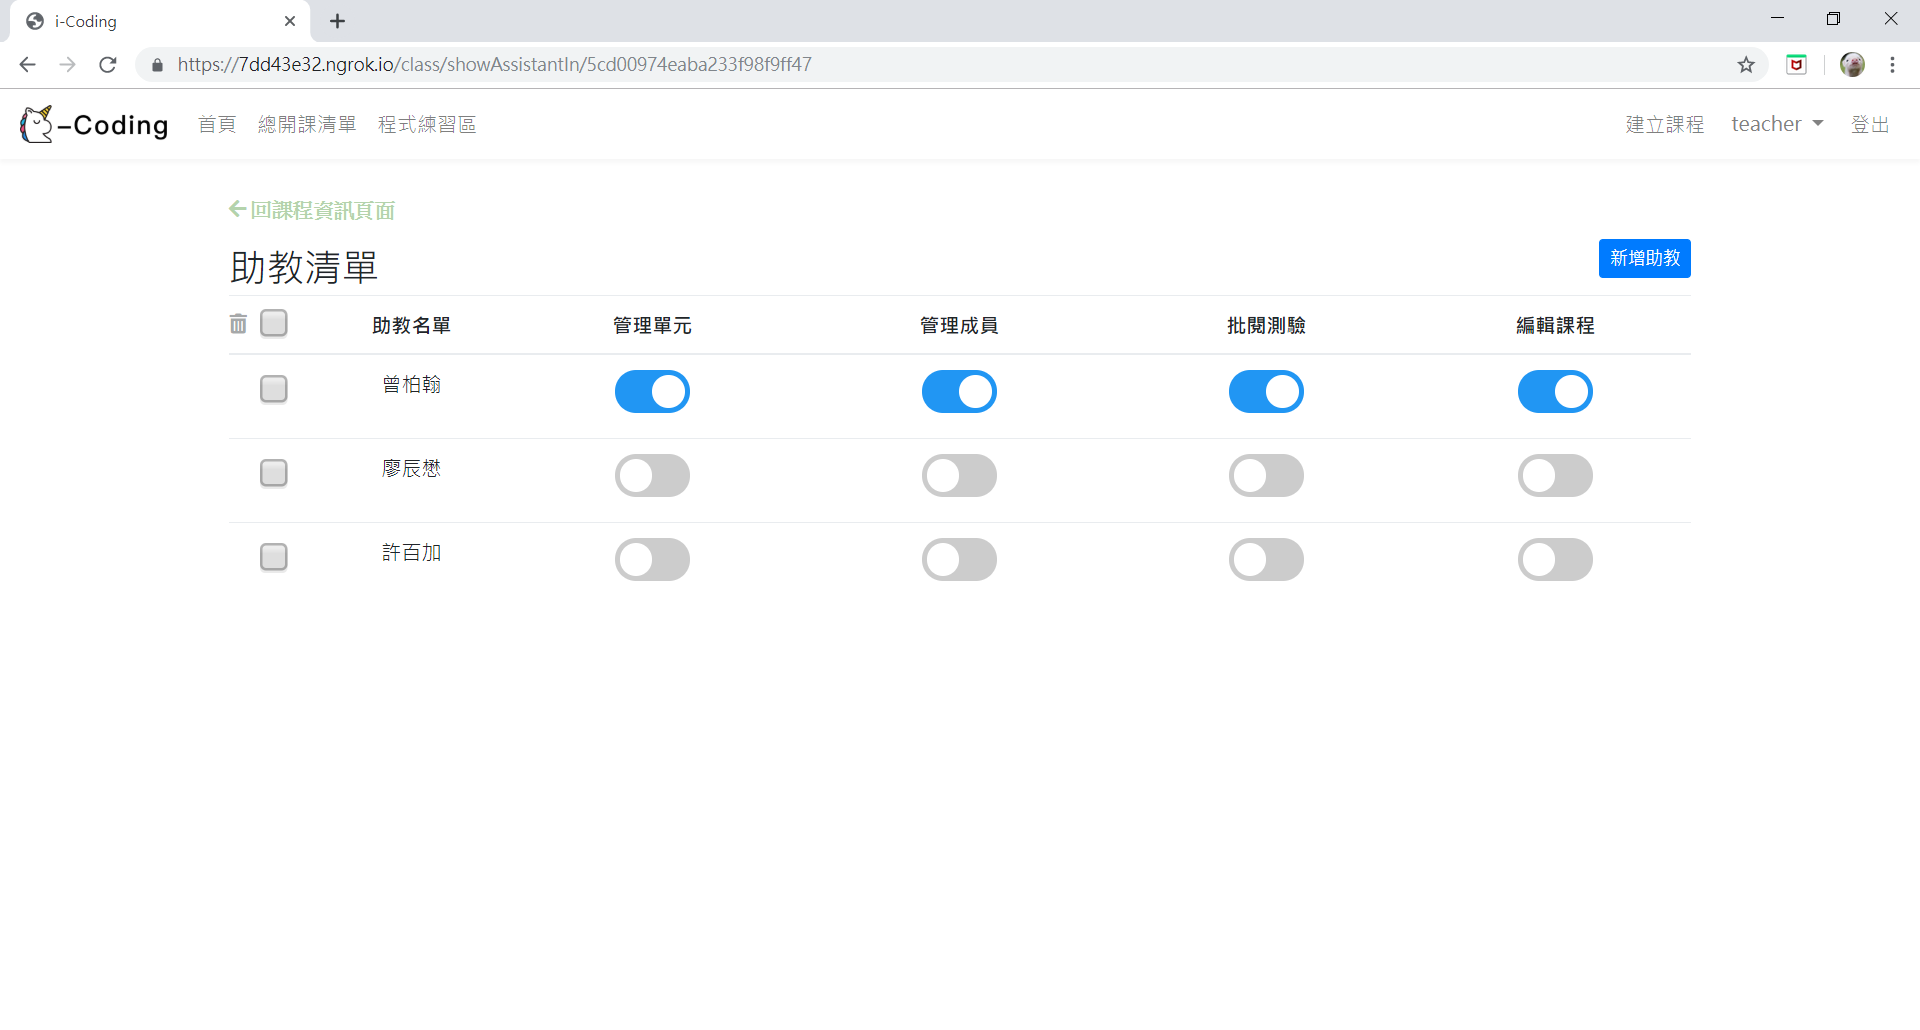 i-Coding
https://7dd43e32.ngrok.io/class/showAssistantIn/5cd00974eaba233f98f9ff47
-Coding 首頁 總開課清單 程式練習區 建立課程 teacher 登出
回課程資訊頁面
助教清單 新增助教
助教名單 管理單元 管理成員 批閱測驗 編輯課程
曾柏翰
廖辰懋
許百加